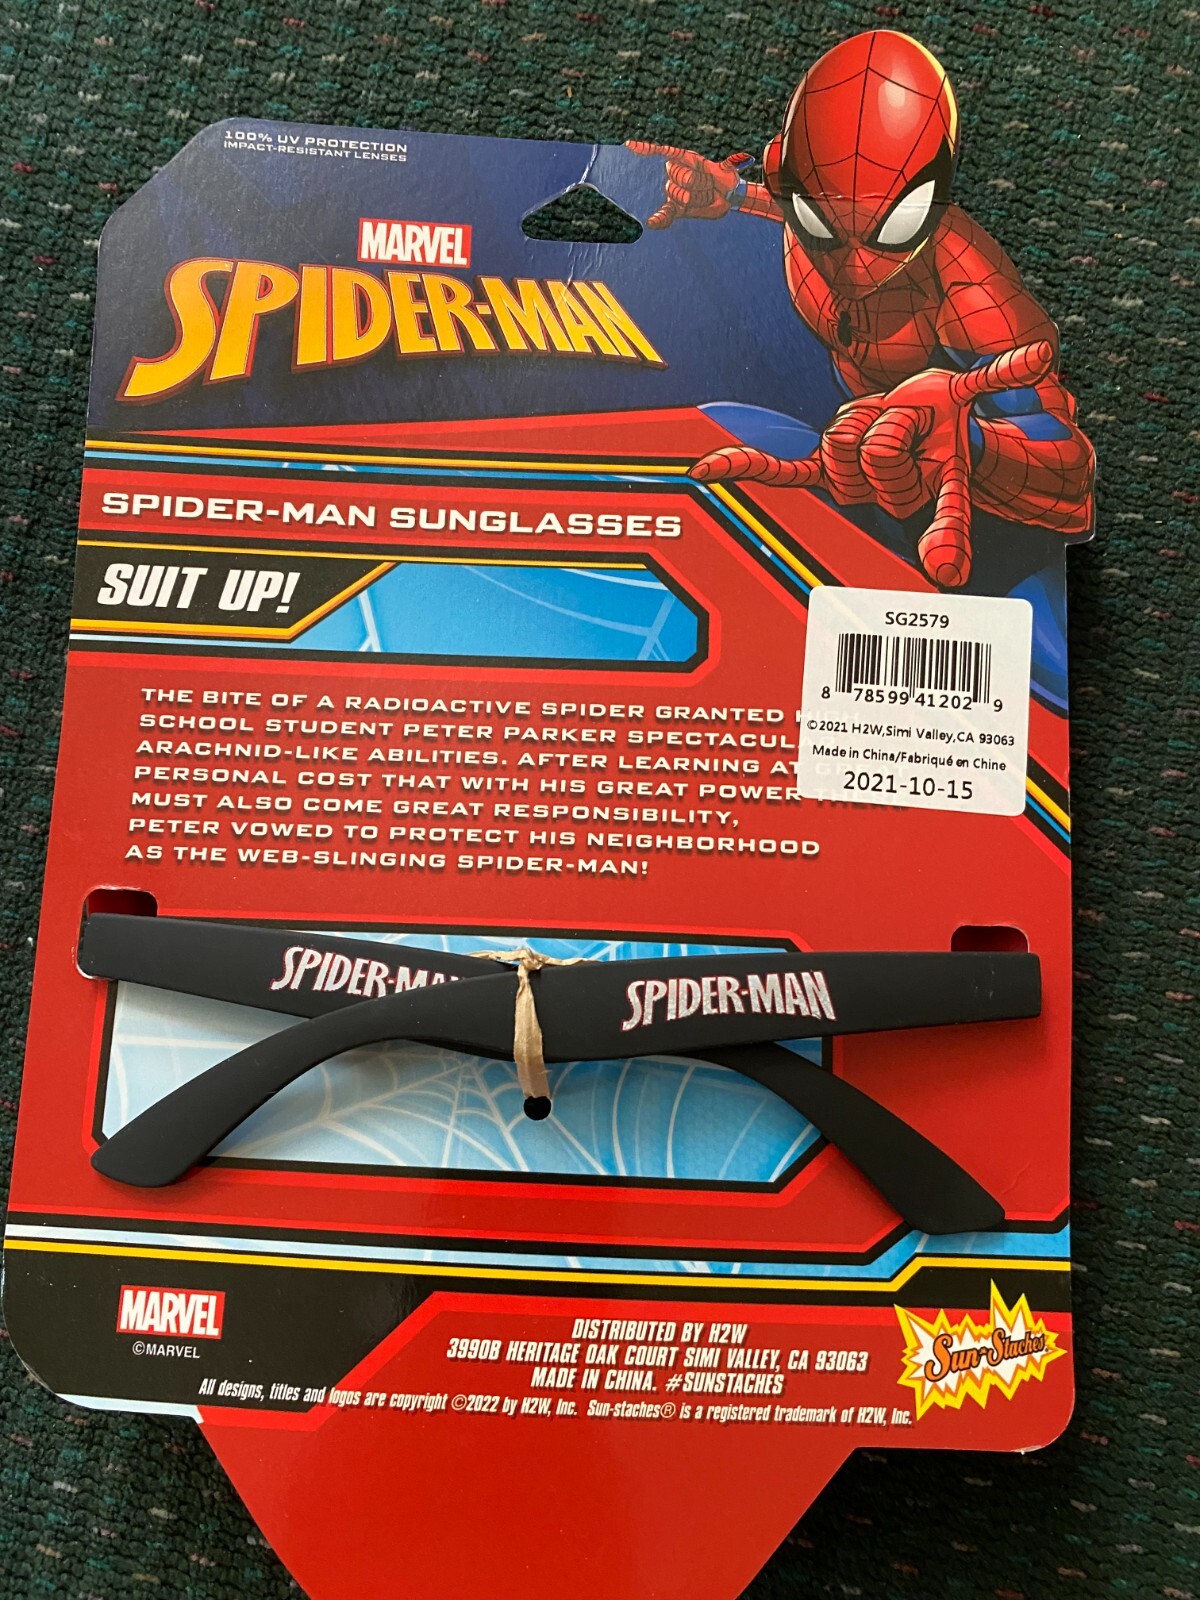 100% UV PROTECTION
IMPACT-RESISTANT LENSES
MARVEL
SPIDER-MAN
SPIDER-MAN SUNGLASSES
SUIT UP!
SG2579
8 78599 41202 9
©2021 H2W,Simi Valley,CA 93063
Made in China/Fabriqué en Chine
2021-10-15
THE BITE OF A RADIOACTIVE SPIDER GRANTED
SCHOOL STUDENT PETER PARKER SPECTACULAR
ARACHNID-LIKE ABILITIES. AFTER LEARNING AT GREAT
PERSONAL COST THAT WITH HIS GREAT POWER THERE
MUST ALSO COME GREAT RESPONSIBILITY,
PETER VOWED TO PROTECT HIS NEIGHBORHOOD
AS THE WEB-SLINGING SPIDER-MAN!
SPIDER-MA
SPIDER-MAN
MARVEL
©MARVEL
DISTRIBUTED BY H2W
3990B HERITAGE OAK COURT SIMI VALLEY, CA 93063
MADE IN CHINA. #SUNSTACHES
Sun-Staches
All designs, titles and logos are copyright ©2022 by H2W, Inc. Sun-staches® is a registered trademark of H2W, Inc.